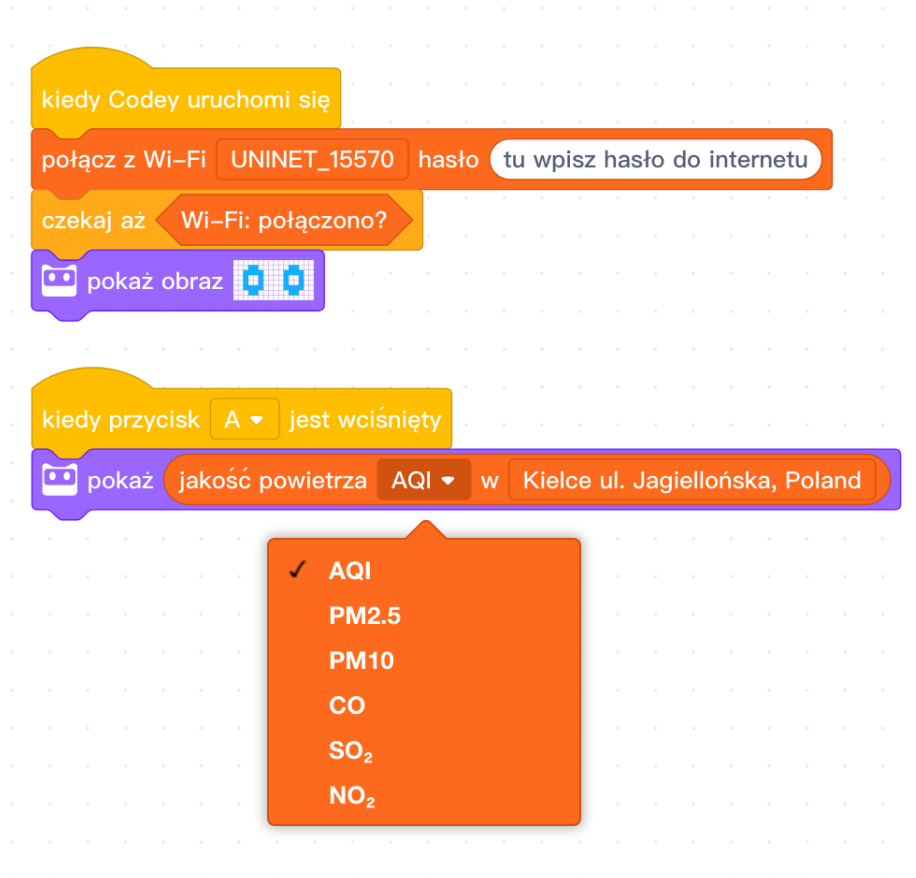 kiedy Codey uruchomi się
połącz z Wi-Fi UNINET_15570 hasło tu wpisz hasło do internetu
czekaj aż Wi-Fi: połączono?
pokaż obraz
kiedy przycisk A jest wciśnięty
pokaż jakość powietrza AQI w Kielce ul. Jagiellońska, Poland
✓ AQI
PM2.5
PM10
CO
SO₂
NO₂